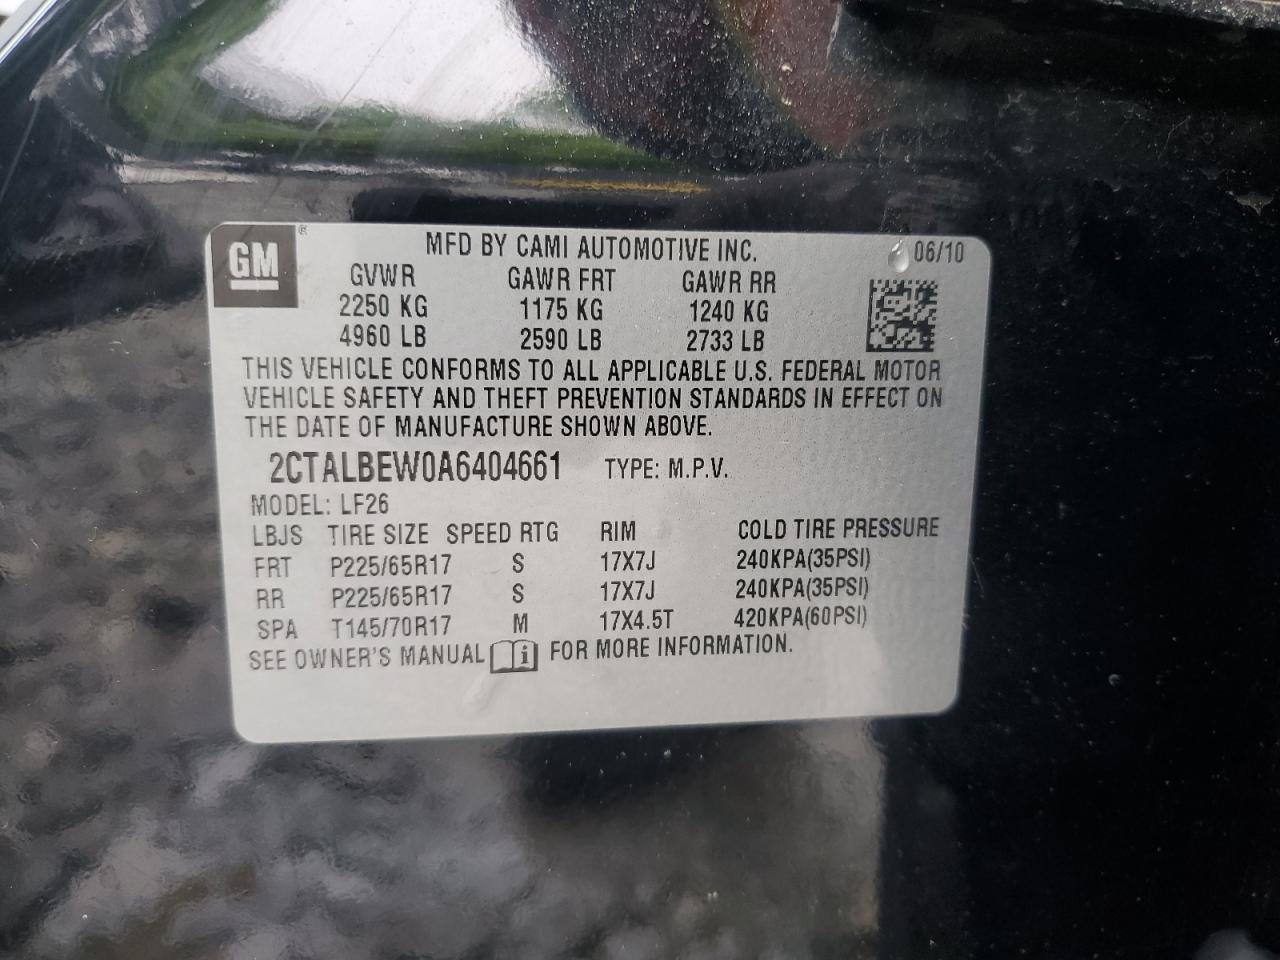 GM ®
MFD BY CAMI AUTOMOTIVE INC. 06/10
GVWR GAWR FRT GAWR RR
2250 KG 1175 KG 1240 KG
4960 LB 2590 LB 2733 LB
THIS VEHICLE CONFORMS TO ALL APPLICABLE U.S. FEDERAL MOTOR
VEHICLE SAFETY AND THEFT PREVENTION STANDARDS IN EFFECT ON
THE DATE OF MANUFACTURE SHOWN ABOVE.
2CTALBEW0A6404661 TYPE: M.P.V.
MODEL: LF26
LBJS TIRE SIZE SPEED RTG RIM COLD TIRE PRESSURE
FRT P225/65R17 S 17X7J 240KPA(35PSI)
RR P225/65R17 S 17X7J 240KPA(35PSI)
SPA T145/70R17 M 17X4.5T 420KPA(60PSI)
SEE OWNER'S MANUAL i FOR MORE INFORMATION.